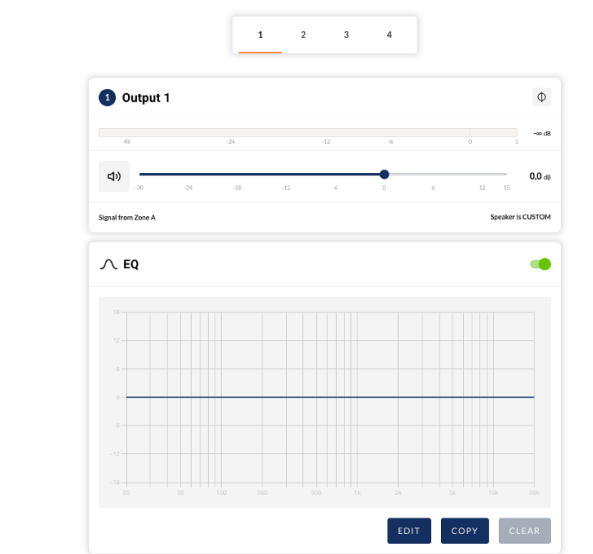 1 2 3 4
1 Output 1
-∞ dB
-48 -24 -12 -6 0 3
0,0 dB
-30 -24 -18 -12 -6 0 6 12 15
Signal from Zone A Speaker is CUSTOM
EQ
18
12
6
0
-6
-12
-18
20 50 100 200 500 1k 2k 5k 10k 20k
EDIT COPY CLEAR